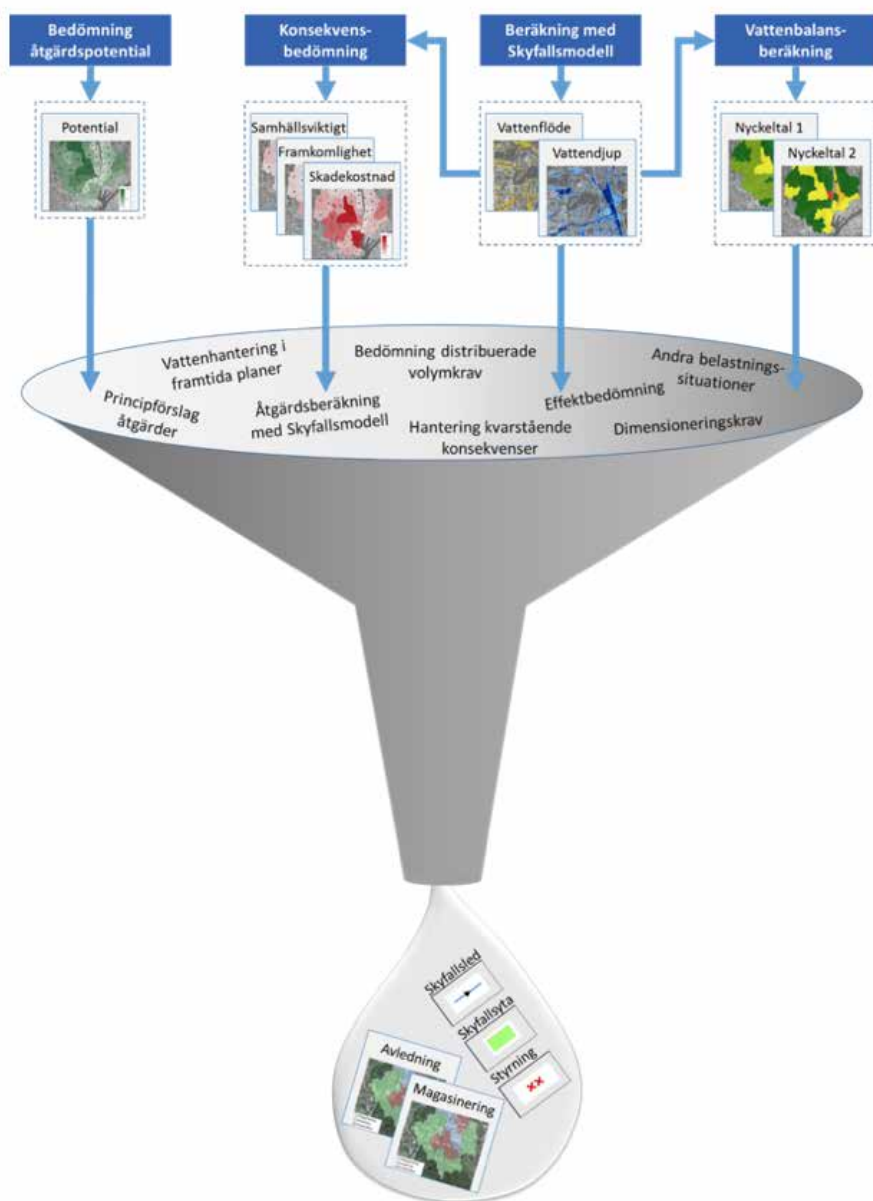 Bedömning
åtgärdspotential
Konsekvens-
bedömning
Beräkning med
Skyfallsmodell
Vattenbalans-
beräkning
Potential
Samhällsviktigt
Framkomlighet
Skadekostnad
Vattenflöde
Vattendjup
Nyckeltal 1
Nyckeltal 2
Vattenhantering i
framtida planer
Bedömning distribuerade
volymkrav
Andra belastnings-
situationer
Principförslag
åtgärder
Åtgärdsberäkning
med Skyfallsmodell
Effektbedömning
Hantering kvarstående
konsekvenser
Dimensioneringskrav
Skyfallsled
Skyfallsyta
Styrning
Avledning
Magasinering